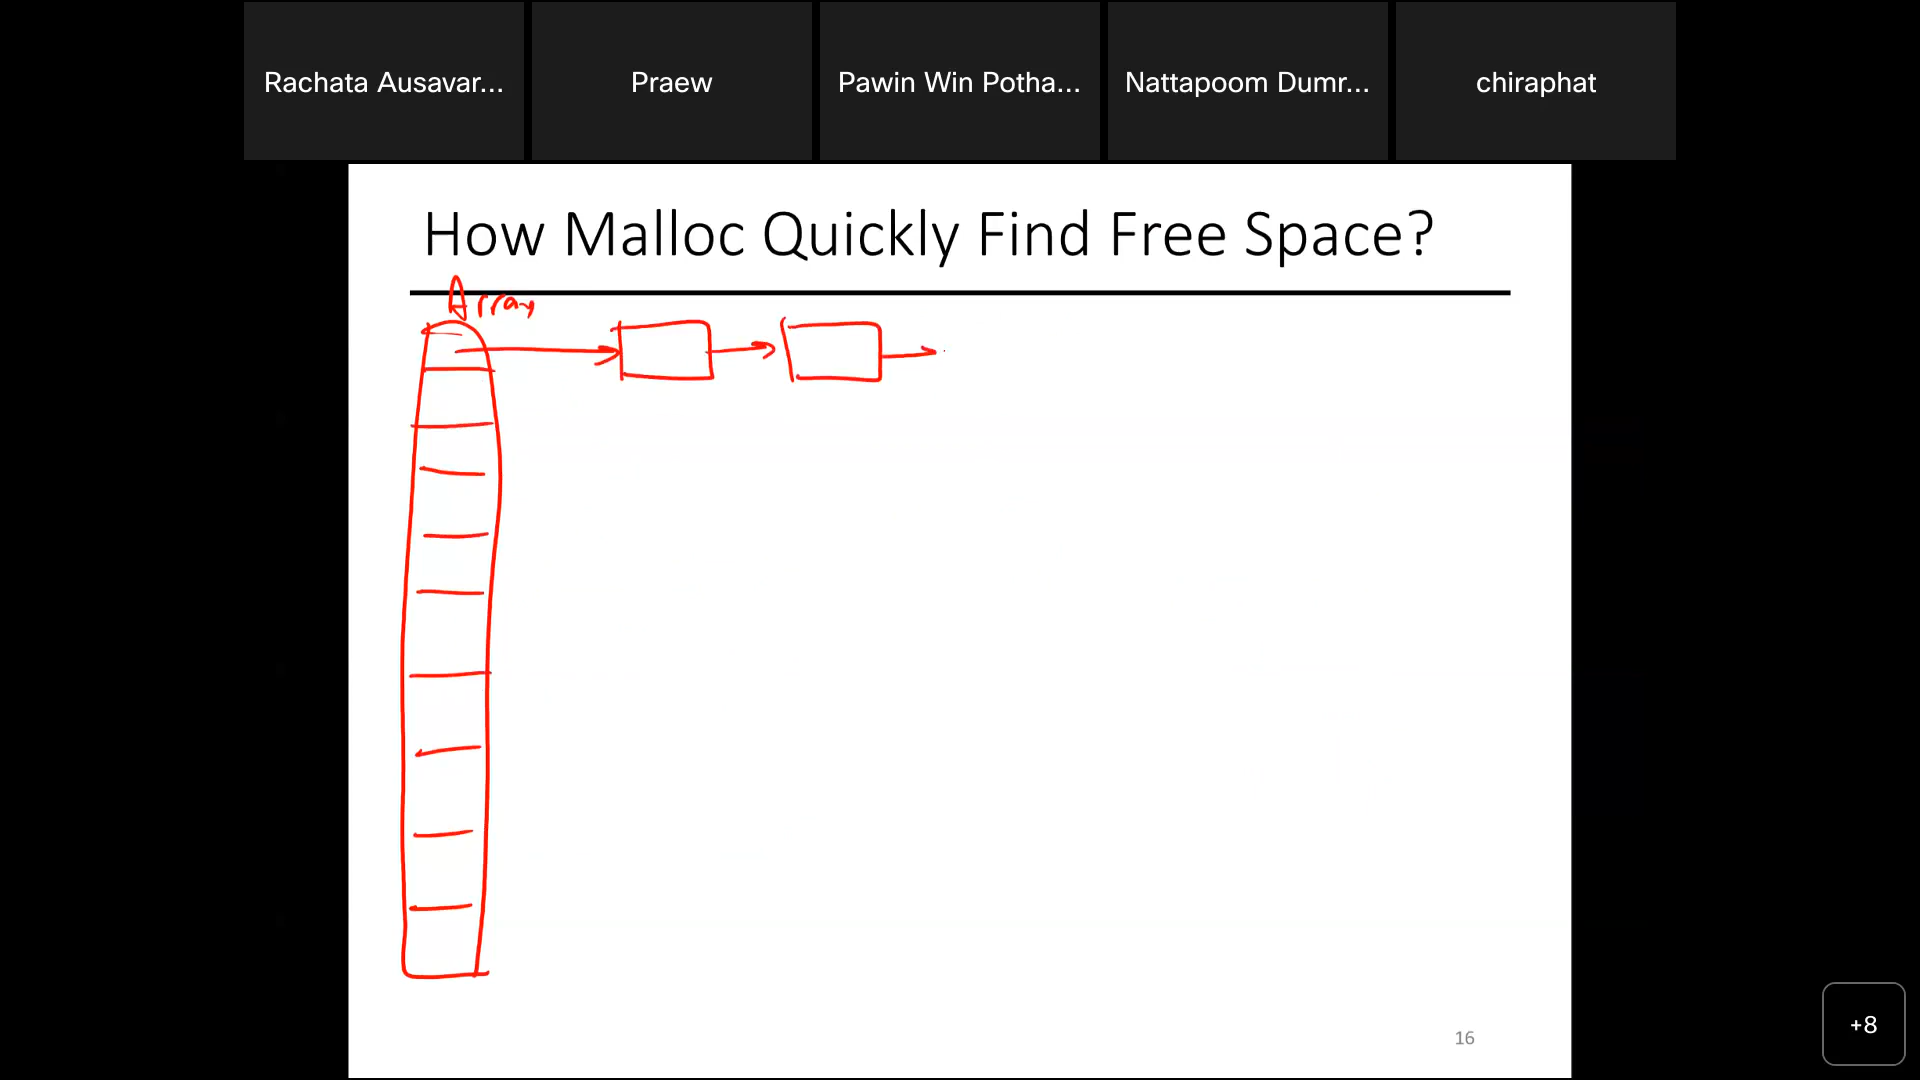 Rachata Ausavar...
Praew
Pawin Win Potha...
Nattapoom Dumr...
chiraphat
How Malloc Quickly Find Free Space?
Array
16
+8